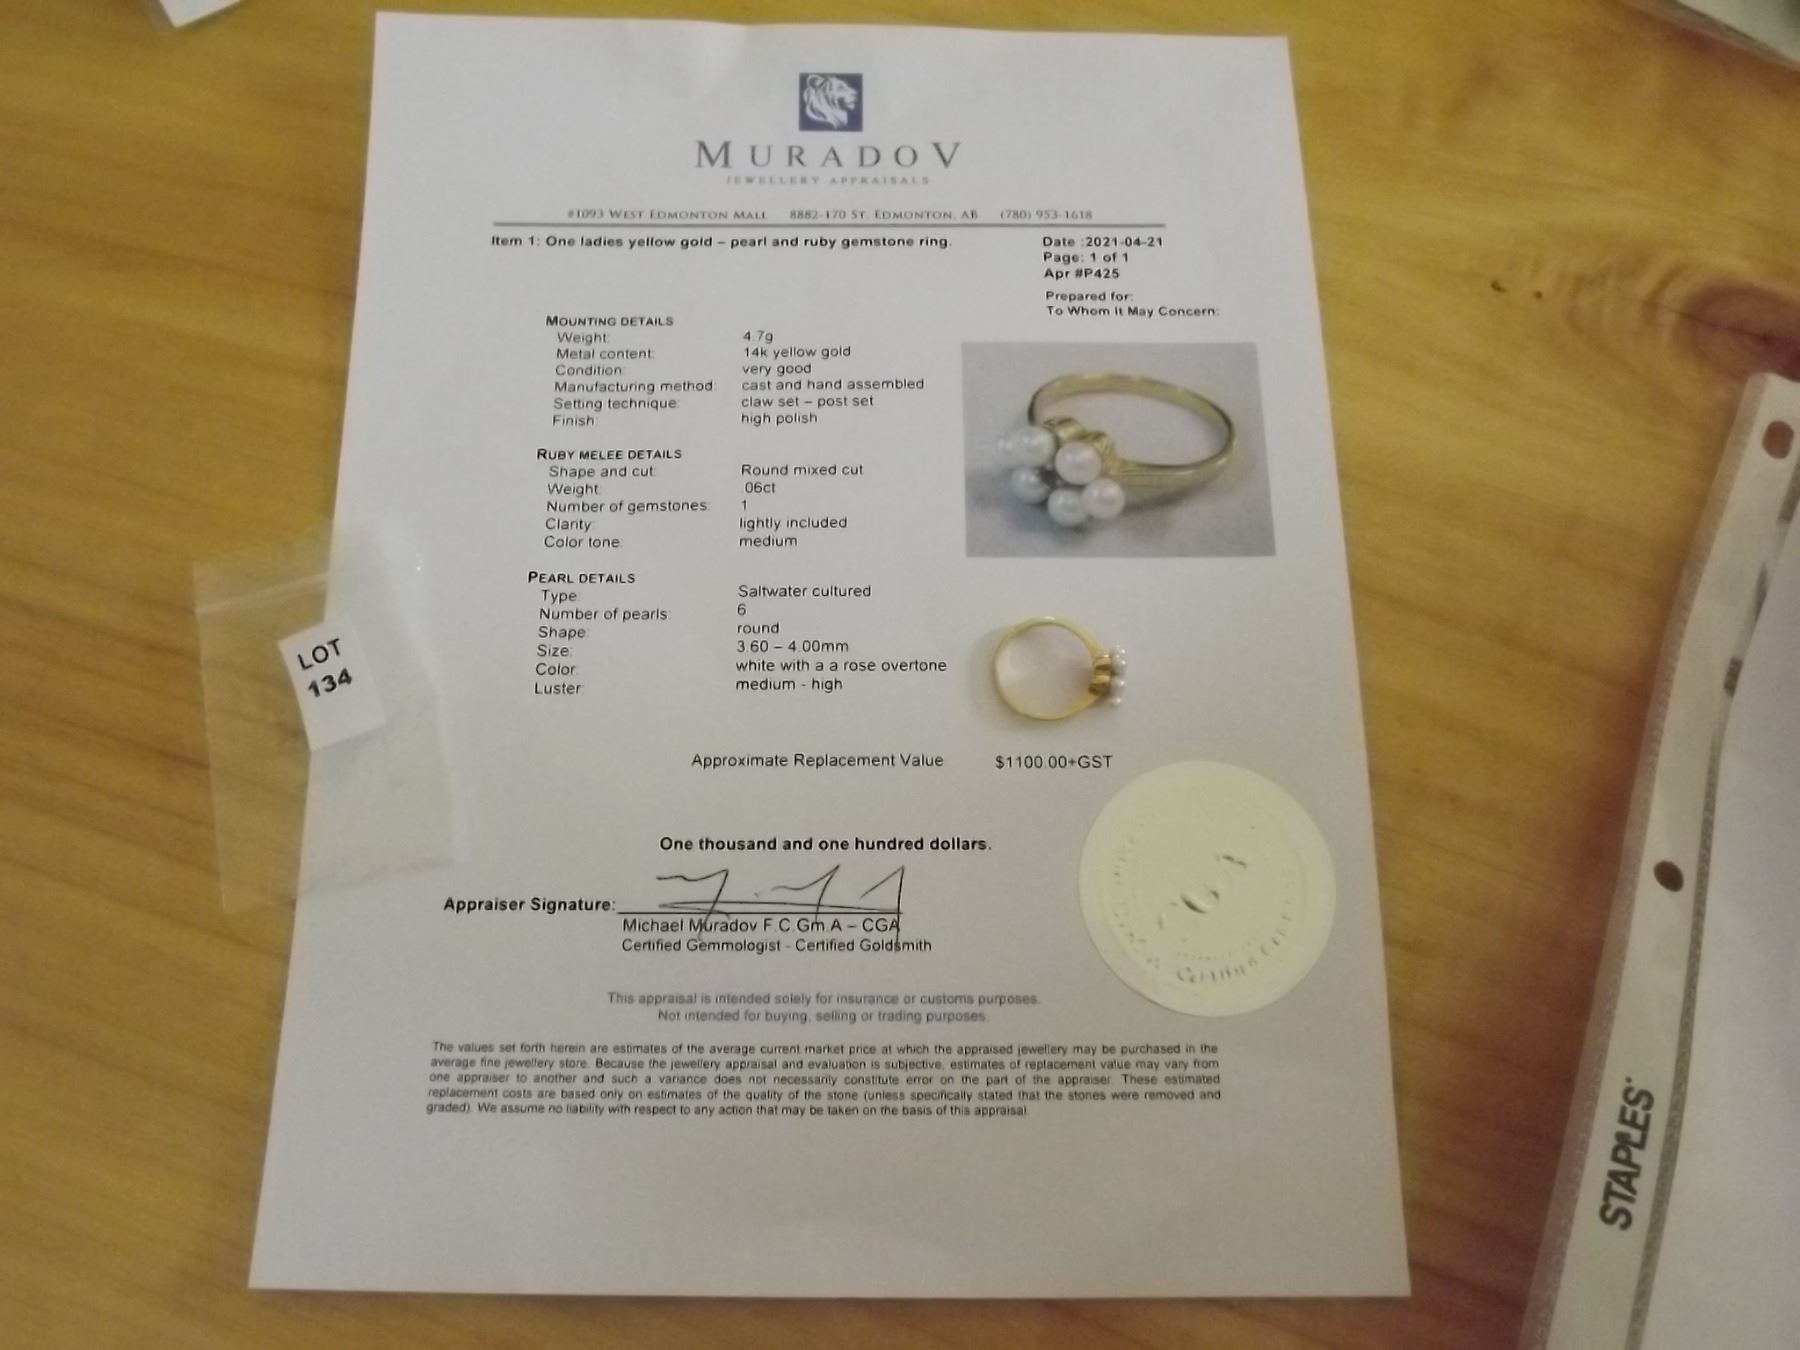 MURADOV
JEWELLERY APPRAISALS
#1093 WEST EDMONTON MALL 8882-170 ST. EDMONTON, AB (780) 953-1618
Item 1: One ladies yellow gold – pearl and ruby gemstone ring.
Date :2021-04-21
Page: 1 of 1
Apr #P425
Prepared for:
To Whom It May Concern:
MOUNTING DETAILS
Weight: 4.7g
Metal content: 14k yellow gold
Condition: very good
Manufacturing method: cast and hand assembled
Setting technique: claw set – post set
Finish: high polish
RUBY MELEE DETAILS
Shape and cut: Round mixed cut
Weight: .06ct
Number of gemstones: 1
Clarity: lightly included
Color tone: medium
PEARL DETAILS
Type: Saltwater cultured
Number of pearls: 6
Shape: round
Size: 3.60 – 4.00mm
Color: white with a a rose overtone
Luster: medium - high
LOT
134
Approximate Replacement Value $1100.00+GST
One thousand and one hundred dollars.
Appraiser Signature:
Michael Muradov F.C.Gm.A – CGA
Certified Gemmologist - Certified Goldsmith
This appraisal is intended solely for insurance or customs purposes.
Not intended for buying, selling or trading purposes.
The values set forth herein are estimates of the average current market price at which the appraised jewellery may be purchased in the
average fine jewellery store. Because the jewellery appraisal and evaluation is subjective, estimates of replacement value may vary from
one appraiser to another and such a variance does not necessarily constitute error on the part of the appraiser. These estimated
replacement costs are based only on estimates of the quality of the stone (unless specifically stated that the stones were removed and
graded). We assume no liability with respect to any action that may be taken on the basis of this appraisal.
STAPLES